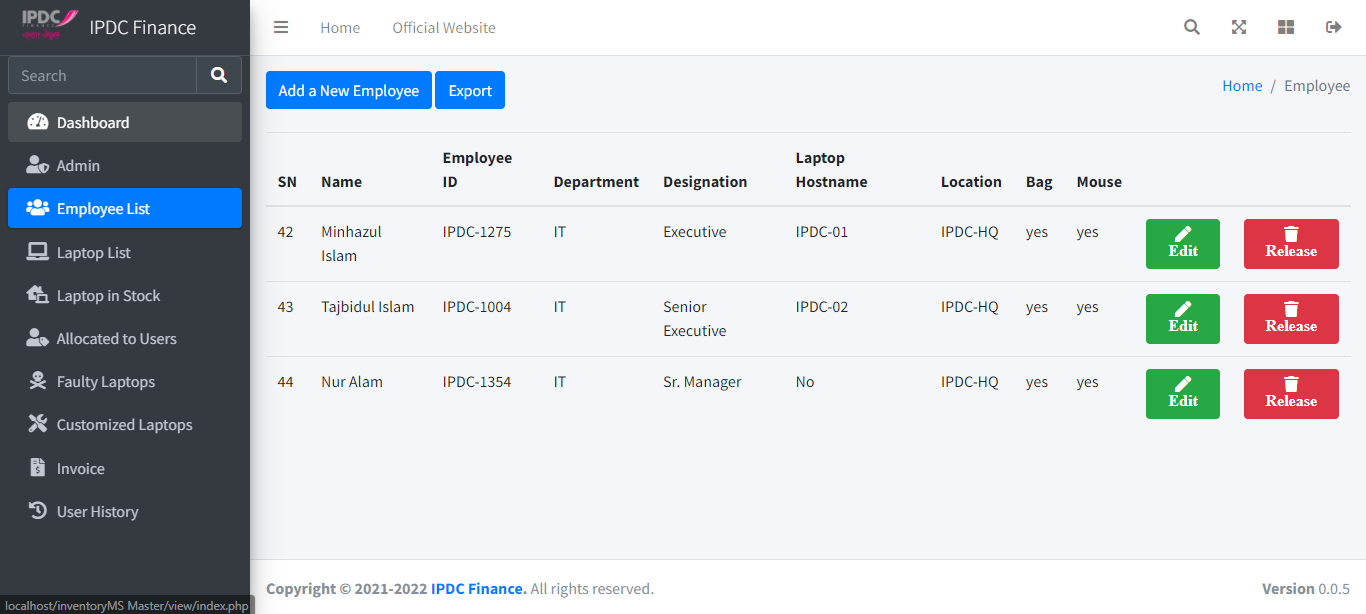 IPDC
FINANCE
IPDC Finance
Home
Official Website
Search
Dashboard
Admin
Employee List
Laptop List
Laptop in Stock
Allocated to Users
Faulty Laptops
Customized Laptops
Invoice
User History
Add a New Employee
Export
Home / Employee
SN Name Employee ID Department Designation Laptop Hostname Location Bag Mouse
42 Minhazul Islam IPDC-1275 IT Executive IPDC-01 IPDC-HQ yes yes Edit Release
43 Tajbidul Islam IPDC-1004 IT Senior Executive IPDC-02 IPDC-HQ yes yes Edit Release
44 Nur Alam IPDC-1354 IT Sr. Manager No IPDC-HQ yes yes Edit Release
Copyright © 2021-2022 IPDC Finance. All rights reserved.
Version 0.0.5
localhost/inventoryMS Master/view/index.php